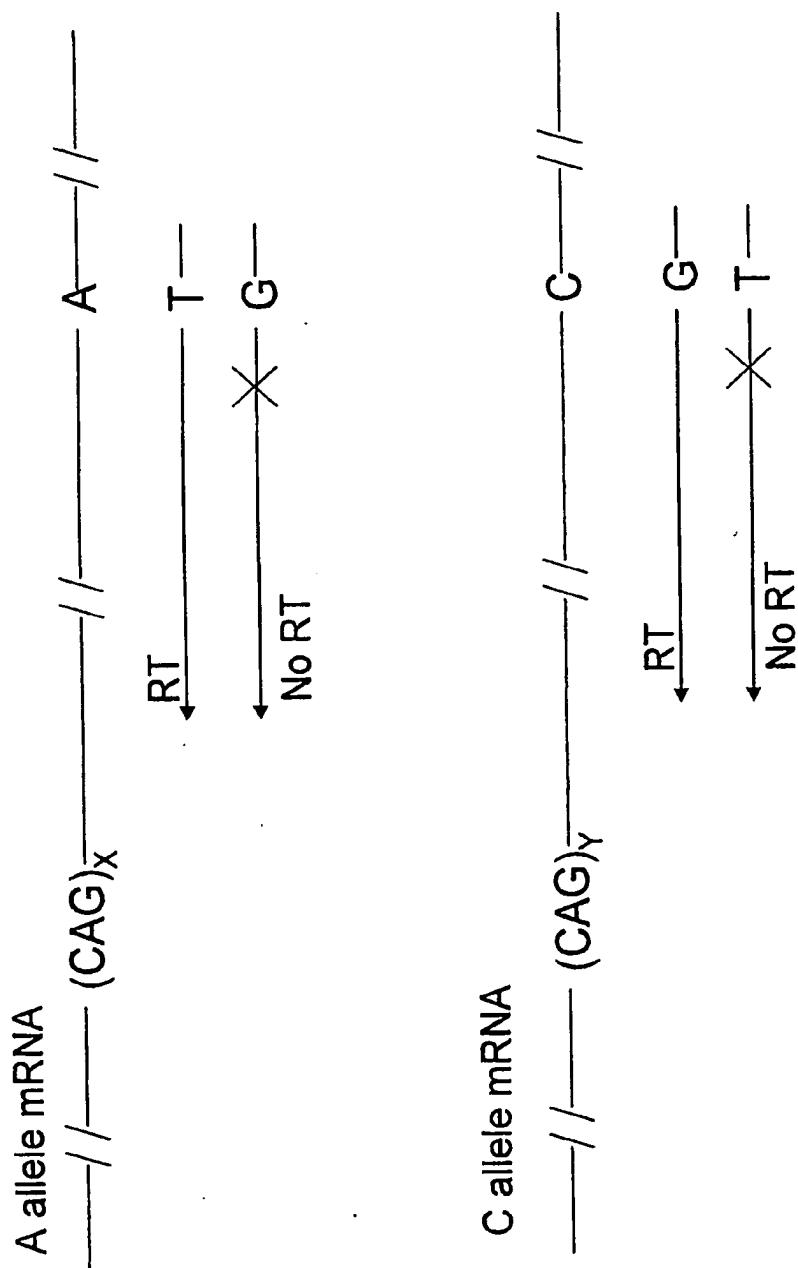 A allele mRNA
(CAG)X A
RT T
No RT G
C allele mRNA
(CAG)Y C
RT G
No RT T